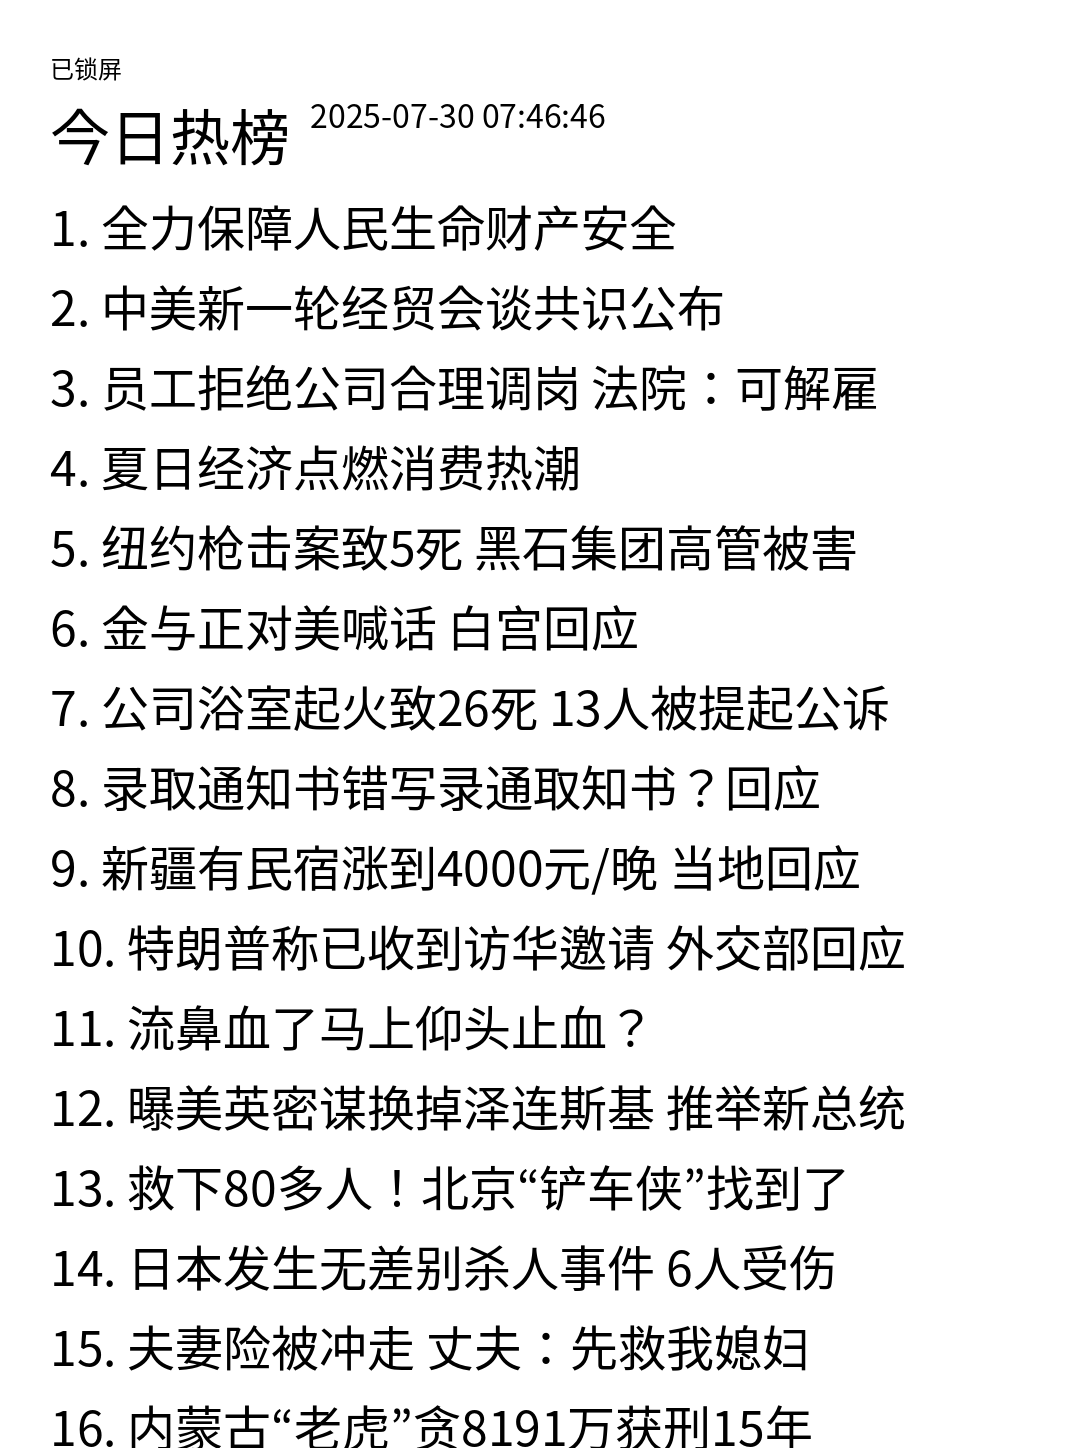 已锁屏
今日热榜 2025-07-30 07:46:46
1. 全力保障人民生命财产安全
2. 中美新一轮经贸会谈共识公布
3. 员工拒绝公司合理调岗 法院：可解雇
4. 夏日经济点燃消费热潮
5. 纽约枪击案致5死 黑石集团高管被害
6. 金与正对美喊话 白宫回应
7. 公司浴室起火致26死 13人被提起公诉
8. 录取通知书错写录通取知书？回应
9. 新疆有民宿涨到4000元/晚 当地回应
10. 特朗普称已收到访华邀请 外交部回应
11. 流鼻血了马上仰头止血？
12. 曝美英密谋换掉泽连斯基 推举新总统
13. 救下80多人！北京“铲车侠”找到了
14. 日本发生无差别杀人事件 6人受伤
15. 夫妻险被冲走 丈夫：先救我媳妇
16. 内蒙古“老虎”贪8191万获刑15年